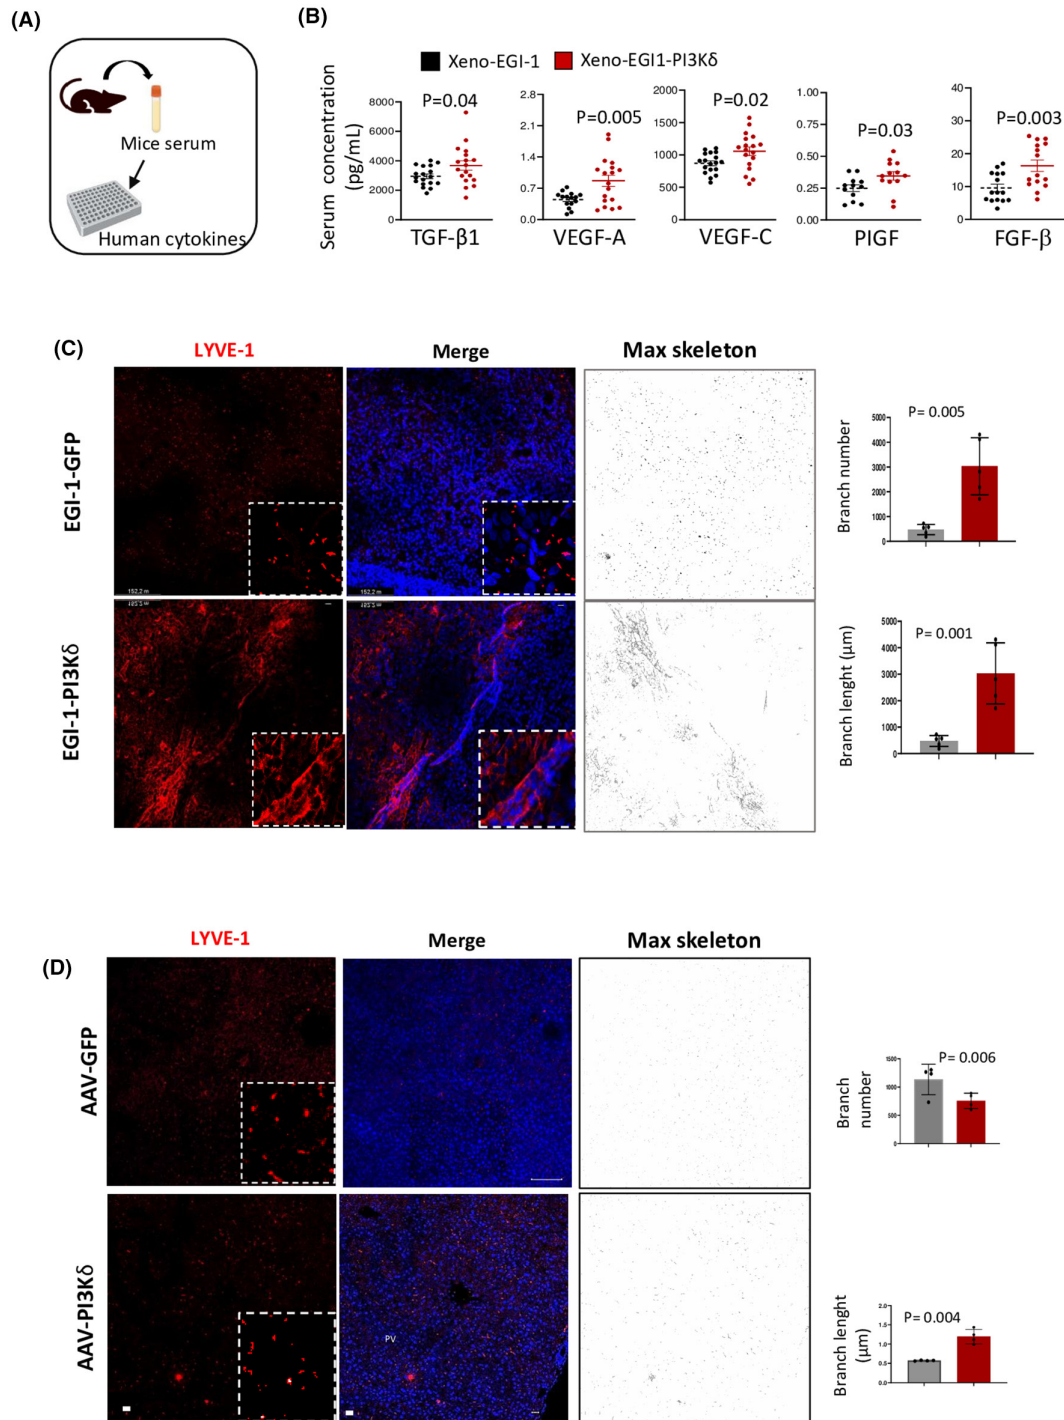 (A)
Mice serum
Human cytokines
(B)
Xeno-EGI-1
Xeno-EGI1-PI3Kδ
Serum concentration
(pg/mL)
8000
6000
4000
2000
0
P=0.04
TGF-β1
2.8
2.1
1.4
0.7
0.0
P=0.005
VEGF-A
2000
1500
1000
500
0
P=0.02
VEGF-C
1.00
0.75
0.50
0.25
0.00
P=0.03
PIGF
40
30
20
10
0
P=0.003
FGF-β
(C)
LYVE-1
Merge
Max skeleton
EGI-1-GFP
152,2 m
EGI-1-PI3Kδ
Branch number
5000
4000
3000
2000
1000
0
P= 0.005
Branch lenght (μm)
5000
4000
3000
2000
1000
0
P= 0.001
(D)
LYVE-1
Merge
Max skeleton
AAV-GFP
AAV-PI3Kδ
PV
Branch
number
1500
1000
500
0
P= 0.006
Branch lenght
(μm)
2.0
1.5
1.0
0.5
0.0
P= 0.004